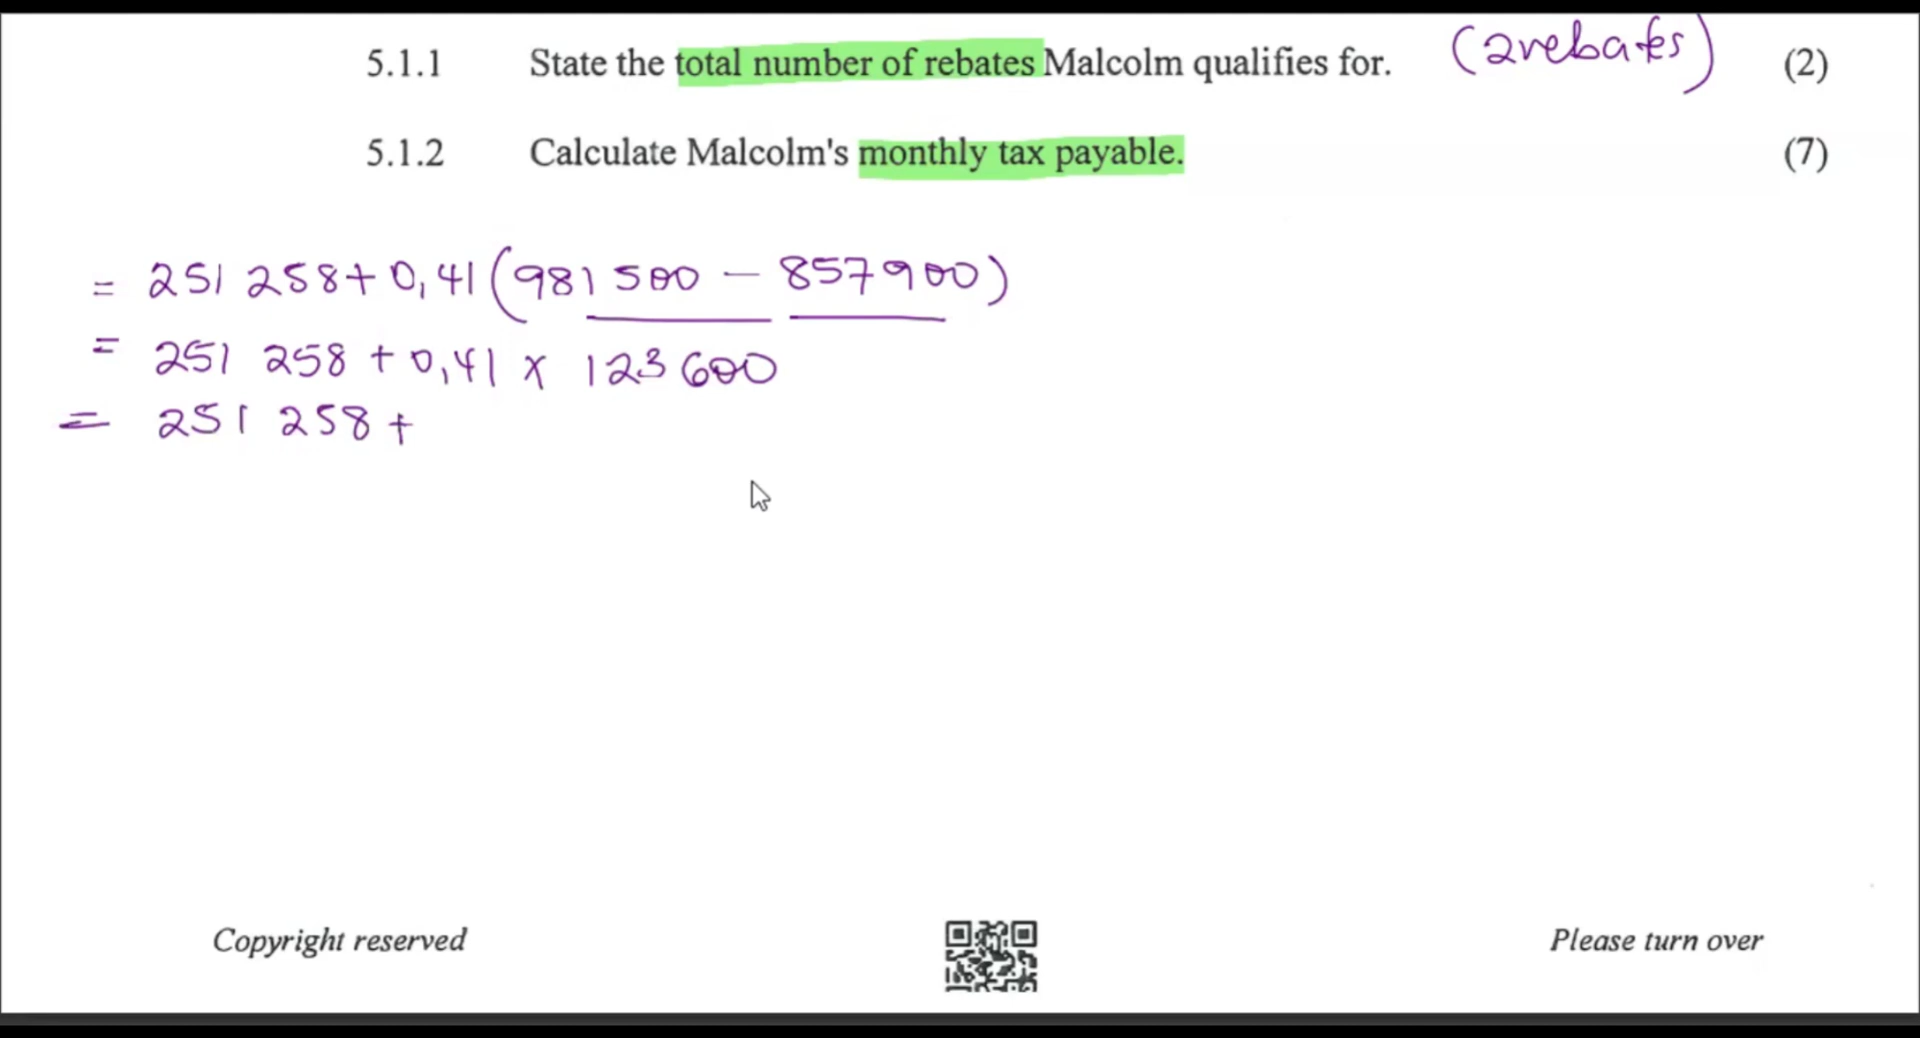 5.1.1 State the total number of rebates Malcolm qualifies for. (2rebates) (2)
5.1.2 Calculate Malcolm's monthly tax payable. (7)
= 251 258 + 0,41 (981 500 - 857900)
= 251 258 + 0,41 x 123 600
= 251 258 +
Copyright reserved Please turn over